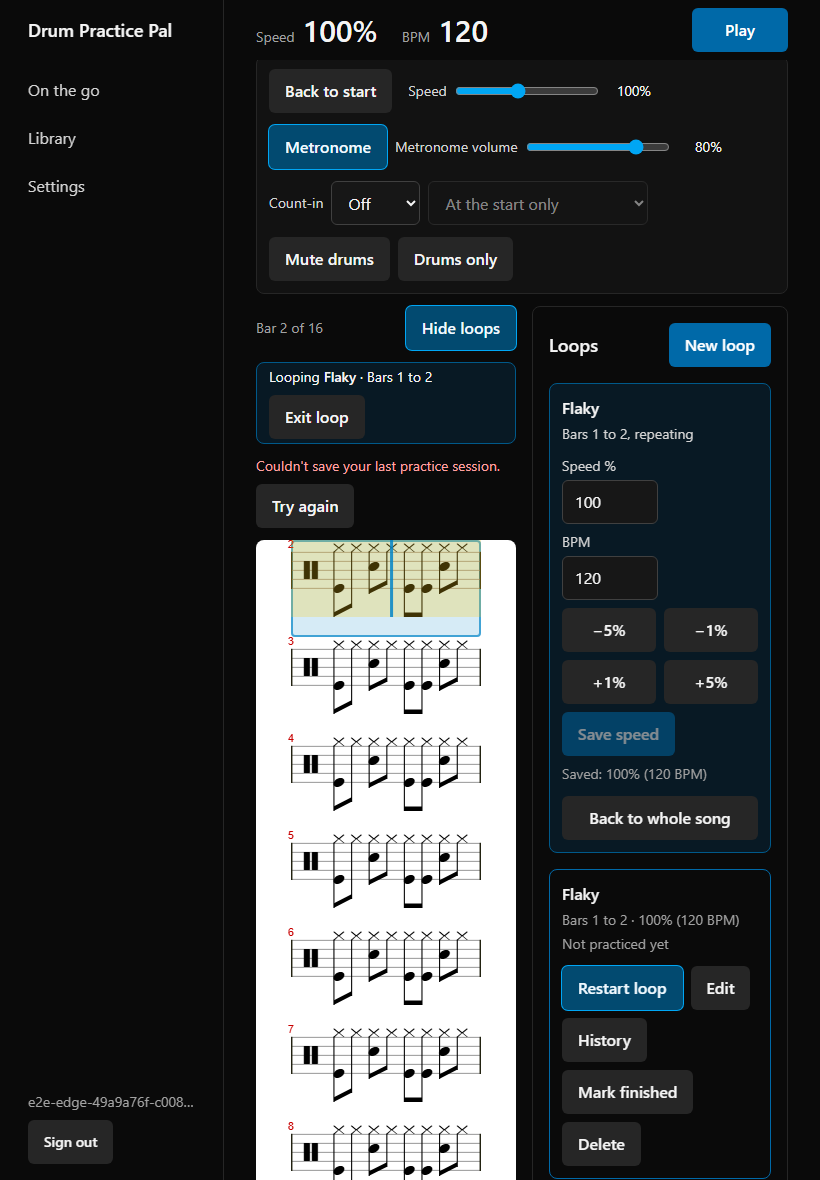 Drum Practice Pal
On the go
Library
Settings
e2e-edge-49a9a76f-c008...
Sign out
Speed 100% BPM 120
Play
Back to start
Speed
100%
Metronome
Metronome volume
80%
Count-in
Off
At the start only
Mute drums
Drums only
Bar 2 of 16
Hide loops
Looping Flaky · Bars 1 to 2
Exit loop
Couldn't save your last practice session.
Try again
2
3
4
5
6
7
8
Loops
New loop
Flaky
Bars 1 to 2, repeating
Speed %
100
BPM
120
−5%
−1%
+1%
+5%
Save speed
Saved: 100% (120 BPM)
Back to whole song
Flaky
Bars 1 to 2 · 100% (120 BPM)
Not practiced yet
Restart loop
Edit
History
Mark finished
Delete